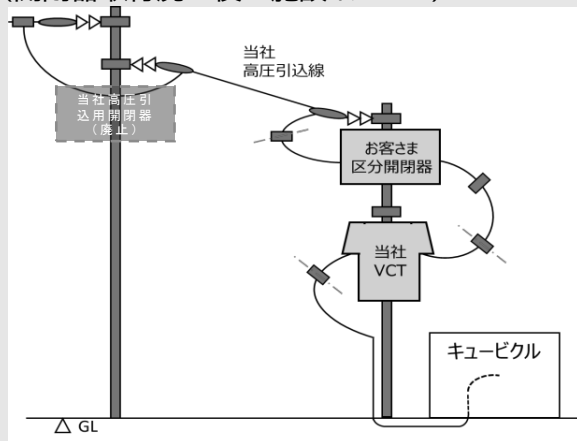 当社
高圧引込線
当社高圧引
込用開閉器
（廃止）
お客さま
区分開閉器
当社
VCT
キュービクル
GL